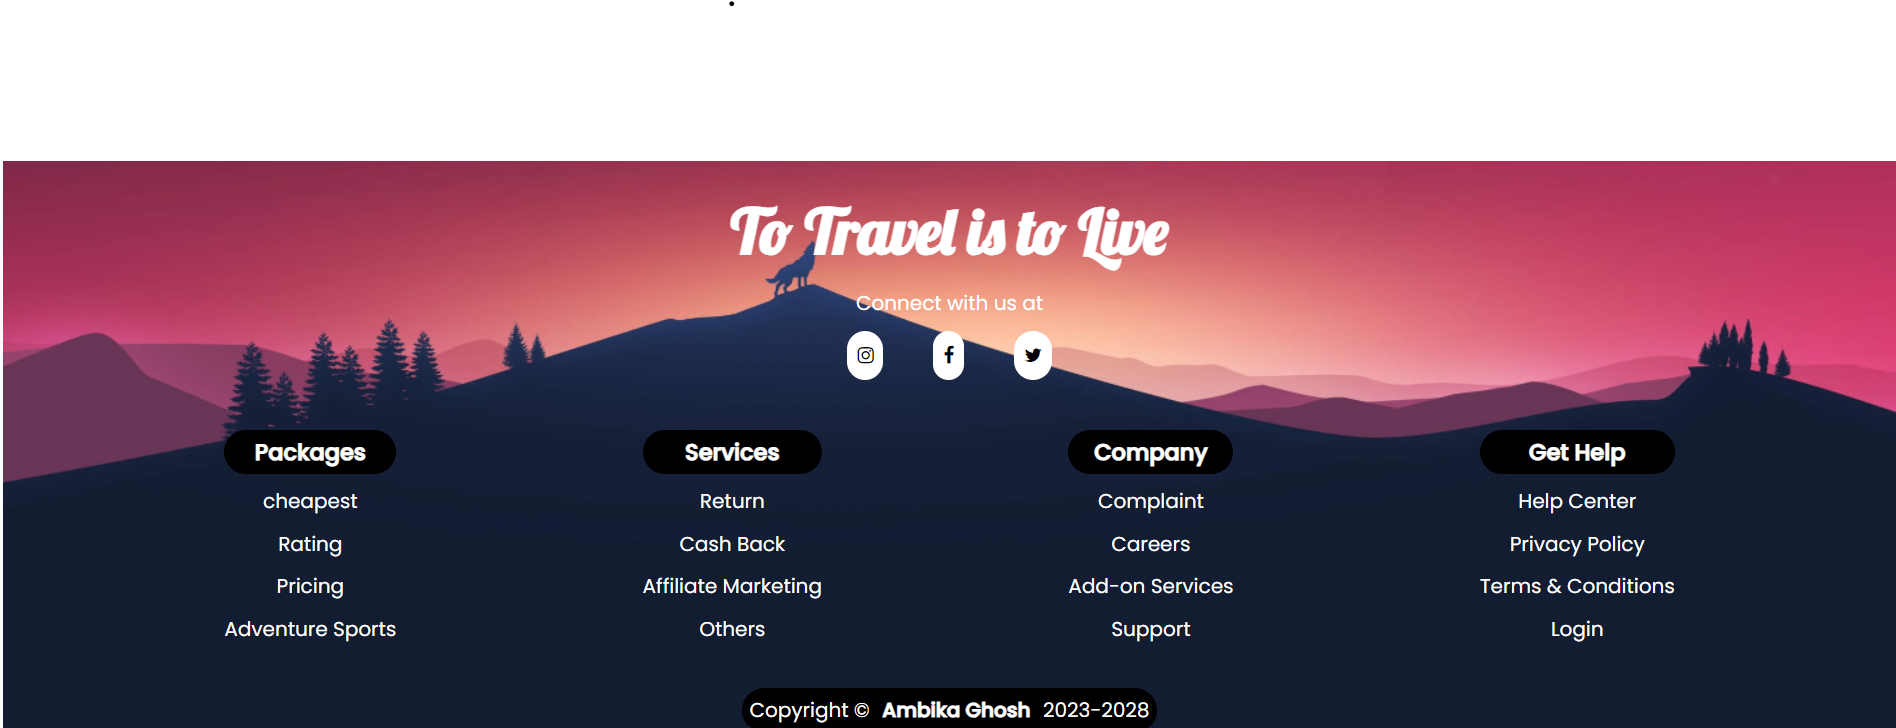 To Travel is to Live
Connect with us at
Packages
cheapest
Rating
Pricing
Adventure Sports
Services
Return
Cash Back
Affiliate Marketing
Others
Company
Complaint
Careers
Add-on Services
Support
Get Help
Help Center
Privacy Policy
Terms & Conditions
Login
Copyright © Ambika Ghosh 2023-2028